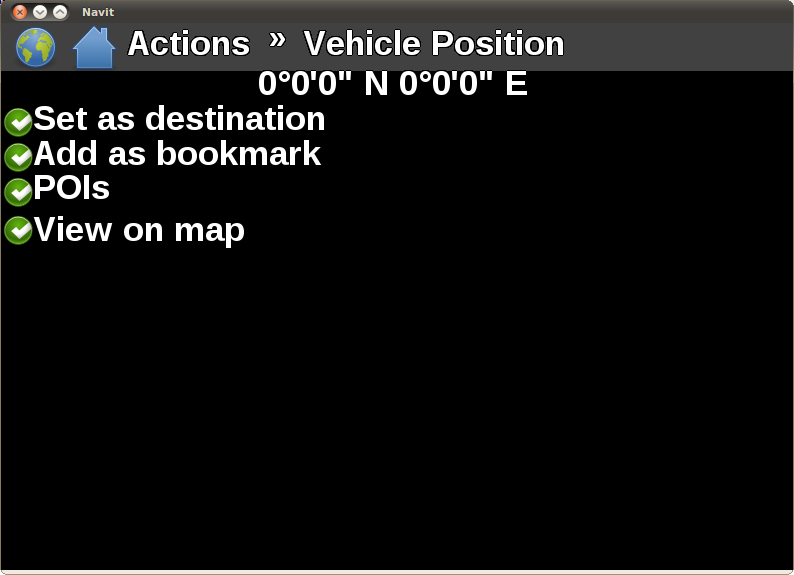 Navit
Actions » Vehicle Position
0°0'0" N 0°0'0" E
Set as destination
Add as bookmark
POIs
View on map